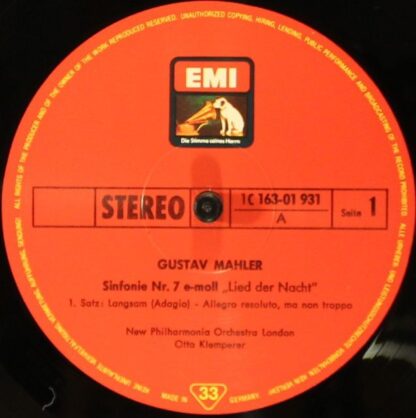 ALL RIGHTS OF THE PRODUCER AND OF THE OWNER OF THE WORK REPRODUCED RESERVED. UNAUTHORIZED COPYING, HIRING, LENDING, PUBLIC PERFORMANCE AND BROADCASTING OF THE RECORD PROHIBITED
EMI
Die Stimme seines Herrn
STEREO
1C 163-01 931
A
Seite 1
GUSTAV MAHLER
Sinfonie Nr. 7 e-moll „Lied der Nacht"
1. Satz: Langsam (Adagio) - Allegro resoluto, ma non troppo
New Philharmonia Orchestra London
Otto Klemperer
MADE IN
33
GERMANY